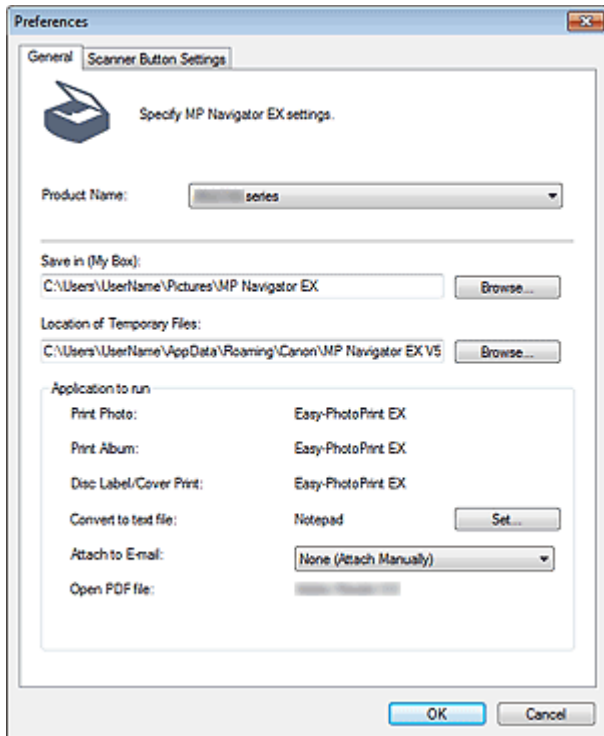 Preferences
General Scanner Button Settings
Specify MP Navigator EX settings.
Product Name: series
Save in (My Box):
C:\Users\UserName\Pictures\MP Navigator EX Browse...
Location of Temporary Files:
C:\Users\UserName\AppData\Roaming\Canon\MP Navigator EX V5 Browse...
Application to run
Print Photo: Easy-PhotoPrint EX
Print Album: Easy-PhotoPrint EX
Disc Label/Cover Print: Easy-PhotoPrint EX
Convert to text file: Notepad Set...
Attach to E-mail: None (Attach Manually)
Open PDF file:
OK Cancel